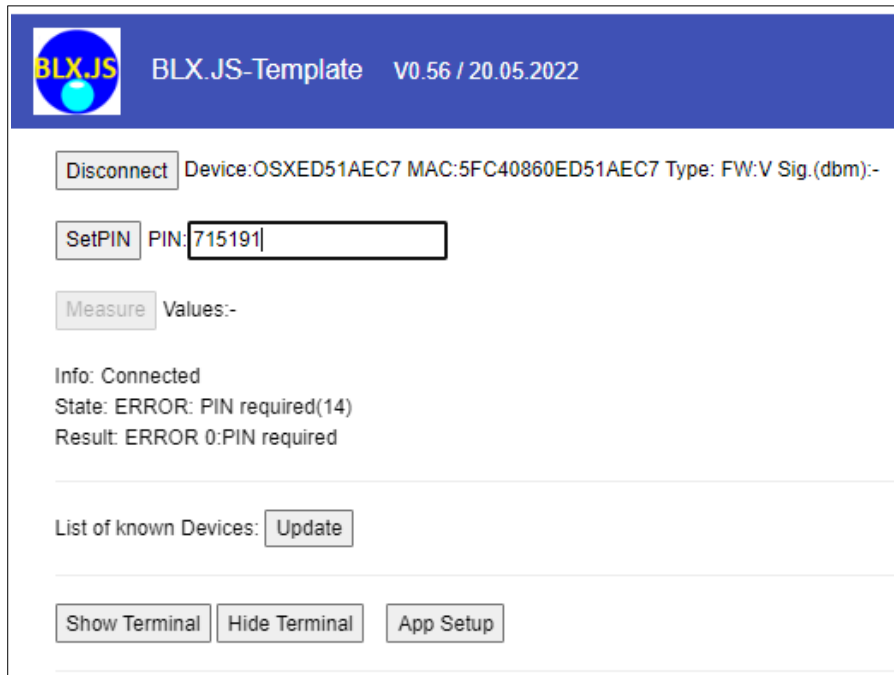 BLX.JS BLX.JS-Template V0.56 / 20.05.2022
Disconnect Device:OSXED51AEC7 MAC:5FC40860ED51AEC7 Type: FW:V Sig.(dbm):-
SetPIN PIN: 715191
Measure Values:-
Info: Connected
State: ERROR: PIN required(14)
Result: ERROR 0:PIN required
List of known Devices: Update
Show Terminal Hide Terminal App Setup